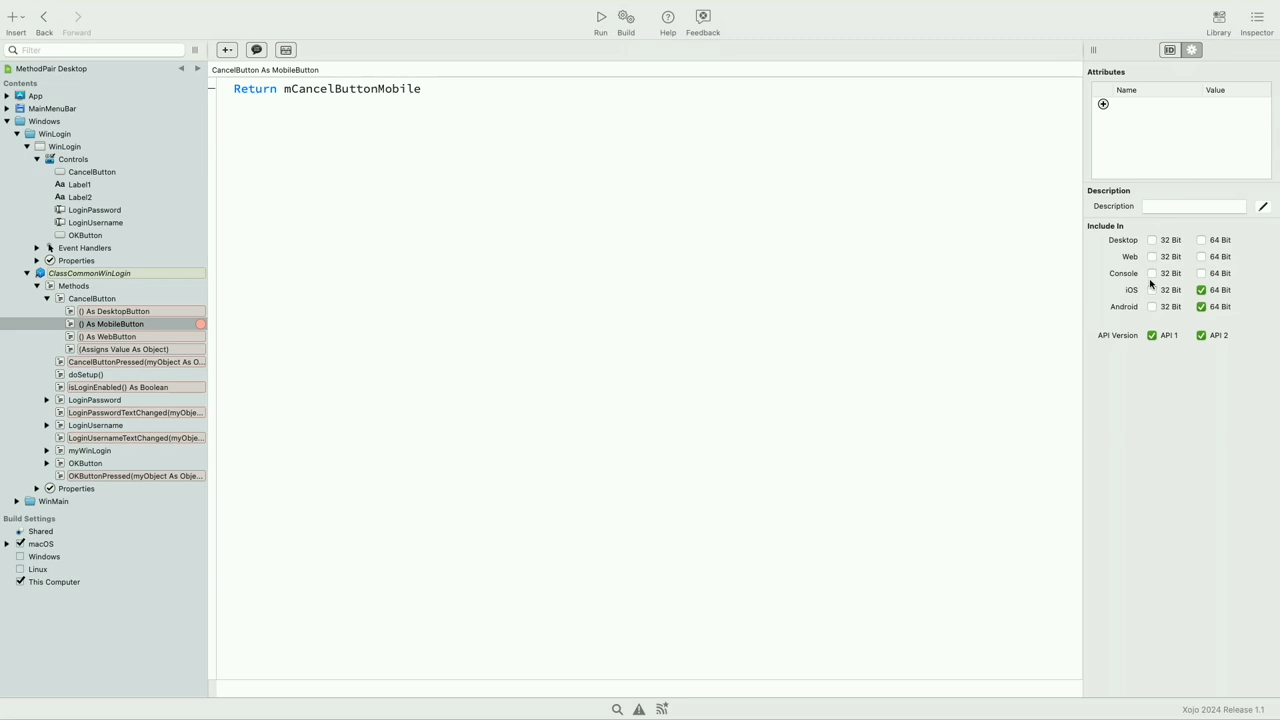 Insert
Back
Forward
Run
Build
Help
Feedback
Library
Inspector
Filter
MethodPair Desktop
Contents
App
MainMenuBar
Windows
WinLogin
WinLogin
Controls
CancelButton
Label1
Label2
LoginPassword
LoginUsername
OKButton
Event Handlers
Properties
ClassCommonWinLogin
Methods
CancelButton
() As DesktopButton
() As MobileButton
() As WebButton
(Assigns Value As Object)
CancelButtonPressed(myObject As O...
doSetup()
isLoginEnabled() As Boolean
LoginPassword
LoginPasswordTextChanged(myObje...
LoginUsername
LoginUsernameTextChanged(myObje...
myWinLogin
OKButton
OKButtonPressed(myObject As Obje...
Properties
WinMain
Build Settings
Shared
macOS
Windows
Linux
This Computer
CancelButton As MobileButton
Return mCancelButtonMobile
ID
Attributes
Name Value
Description
Description
Include In
Desktop 32 Bit 64 Bit
Web 32 Bit 64 Bit
Console 32 Bit 64 Bit
iOS 32 Bit 64 Bit
Android 32 Bit 64 Bit
API Version API 1 API 2
Xojo 2024 Release 1.1